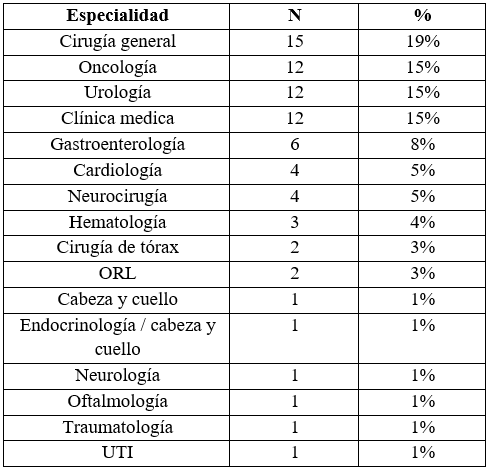 Especialidad N %
Cirugía general 15 19%
Oncología 12 15%
Urología 12 15%
Clínica medica 12 15%
Gastroenterología 6 8%
Cardiología 4 5%
Neurocirugía 4 5%
Hematología 3 4%
Cirugía de tórax 2 3%
ORL 2 3%
Cabeza y cuello 1 1%
Endocrinología / cabeza y
cuello 1 1%
Neurología 1 1%
Oftalmología 1 1%
Traumatología 1 1%
UTI 1 1%